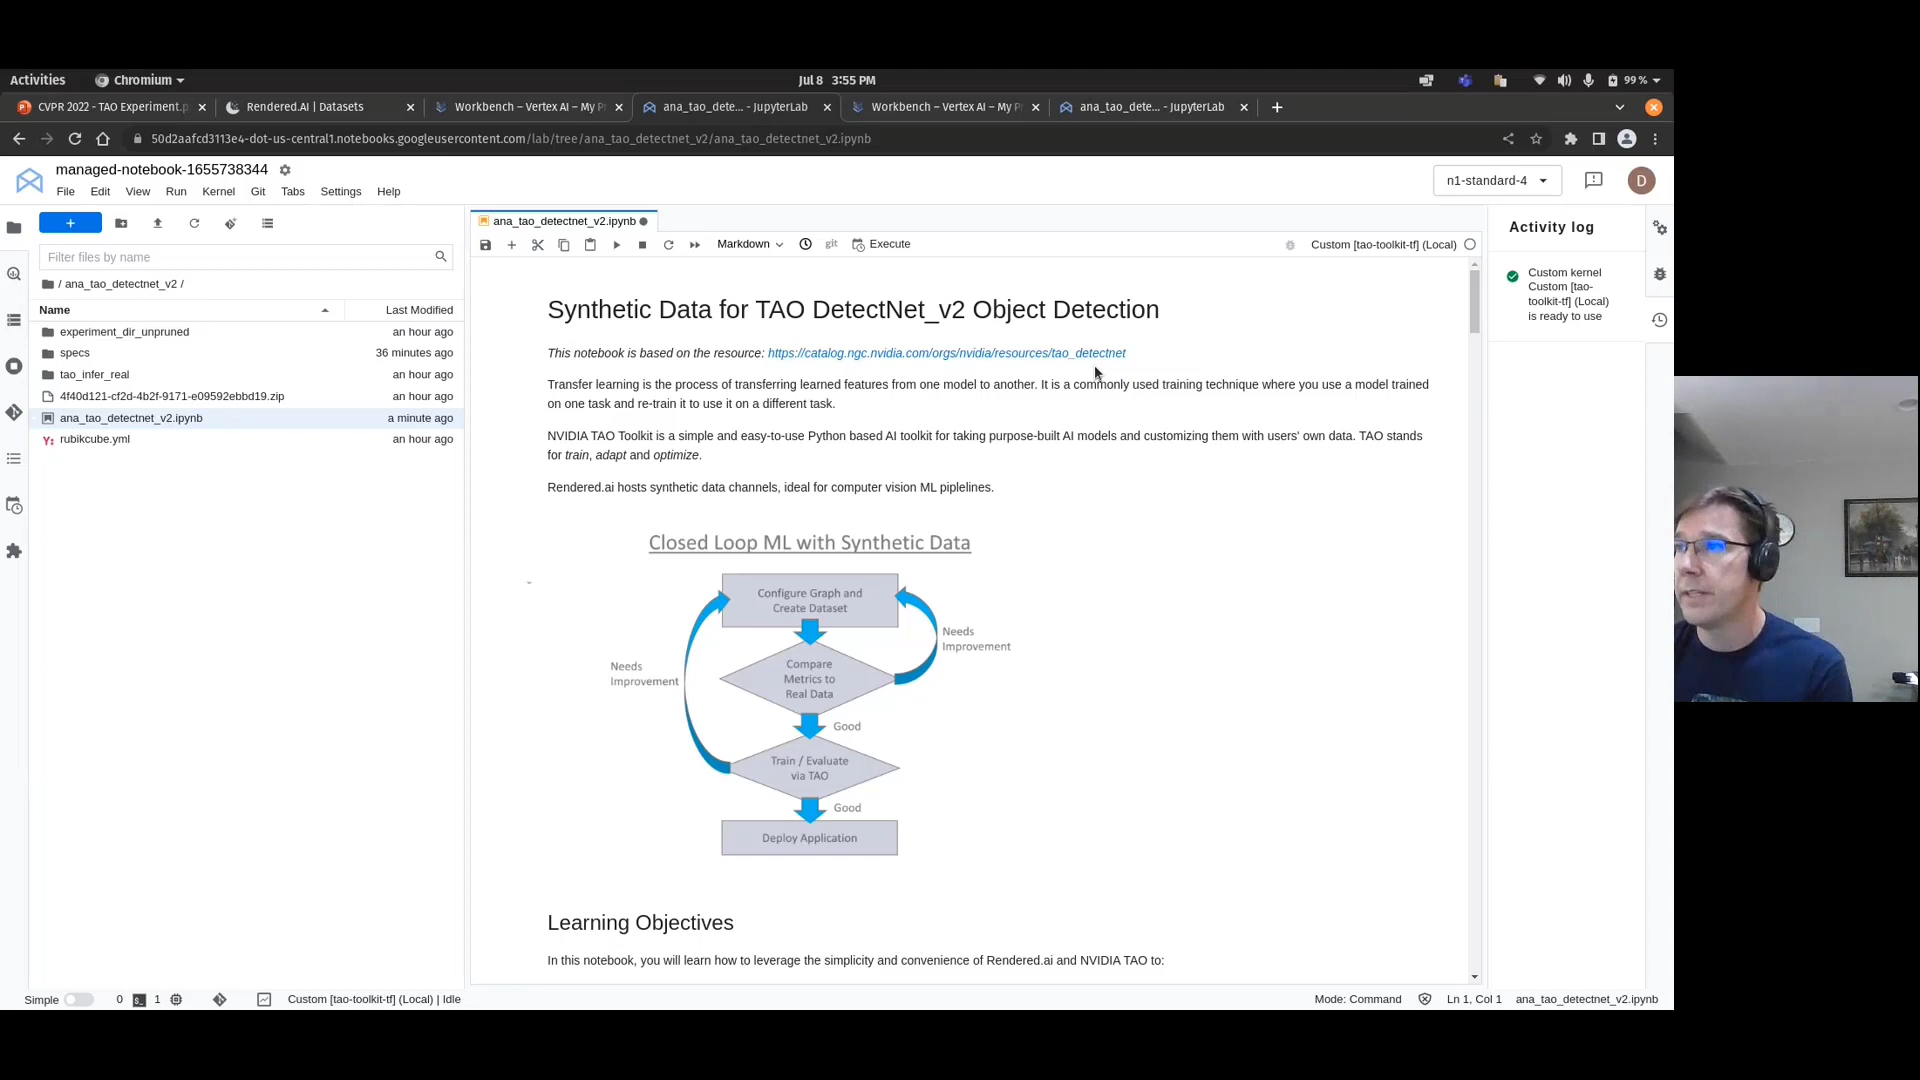 Activities
Chromium
Jul 8 3:55 PM
99 %
CVPR 2022 - TAO Experiment.p
Rendered.AI | Datasets
Workbench – Vertex AI – My P
ana_tao_dete... - JupyterLab
Workbench – Vertex AI – My P
ana_tao_dete... - JupyterLab
50d2aafcd3113e4-dot-us-central1.notebooks.googleusercontent.com/lab/tree/ana_tao_detectnet_v2/ana_tao_detectnet_v2.ipynb
managed-notebook-1655738344
File Edit View Run Kernel Git Tabs Settings Help
n1-standard-4
D
Filter files by name
/ ana_tao_detectnet_v2 /
Name Last Modified
experiment_dir_unpruned an hour ago
specs 36 minutes ago
tao_infer_real an hour ago
4f40d121-cf2d-4b2f-9171-e09592ebbd19.zip an hour ago
ana_tao_detectnet_v2.ipynb a minute ago
Y: rubikcube.yml an hour ago
ana_tao_detectnet_v2.ipynb
Markdown
git
Execute
Custom [tao-toolkit-tf] (Local)
Synthetic Data for TAO DetectNet_v2 Object Detection
This notebook is based on the resource: https://catalog.ngc.nvidia.com/orgs/nvidia/resources/tao_detectnet
Transfer learning is the process of transferring learned features from one model to another. It is a commonly used training technique where you use a model trained
on one task and re-train it to use it on a different task.
NVIDIA TAO Toolkit is a simple and easy-to-use Python based AI toolkit for taking purpose-built AI models and customizing them with users' own data. TAO stands
for train, adapt and optimize.
Rendered.ai hosts synthetic data channels, ideal for computer vision ML piplelines.
Closed Loop ML with Synthetic Data
Configure Graph and
Create Dataset
Needs
Improvement
Compare
Metrics to
Real Data
Needs
Improvement
Good
Train / Evaluate
via TAO
Good
Deploy Application
Learning Objectives
In this notebook, you will learn how to leverage the simplicity and convenience of Rendered.ai and NVIDIA TAO to:
Activity log
Custom kernel
Custom [tao-
toolkit-tf] (Local)
is ready to use
Simple
0
1
Custom [tao-toolkit-tf] (Local) | Idle
Mode: Command
Ln 1, Col 1
ana_tao_detectnet_v2.ipynb